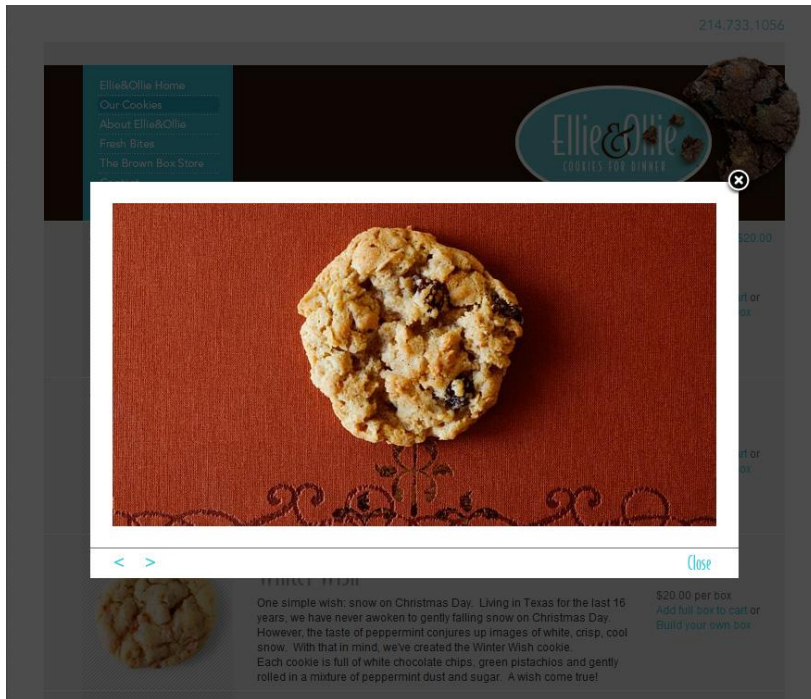 214.733.1056
Ellie&Ollie Home
Our Cookies
About Ellie&Ollie
Fresh Bites
The Brown Box Store
Ellie&Ollie
COOKIES FOR DINNER
$20.00
or
or
< >
Close
Winter Wish
One simple wish: snow on Christmas Day. Living in Texas for the last 16
years, we have never awoken to gently falling snow on Christmas Day.
However, the taste of peppermint conjures up images of white, crisp, cool
snow. With that in mind, we've created the Winter Wish cookie.
Each cookie is full of white chocolate chips, green pistachios and gently
rolled in a mixture of peppermint dust and sugar. A wish come true!
$20.00 per box
Add full box to cart or
Build your own box